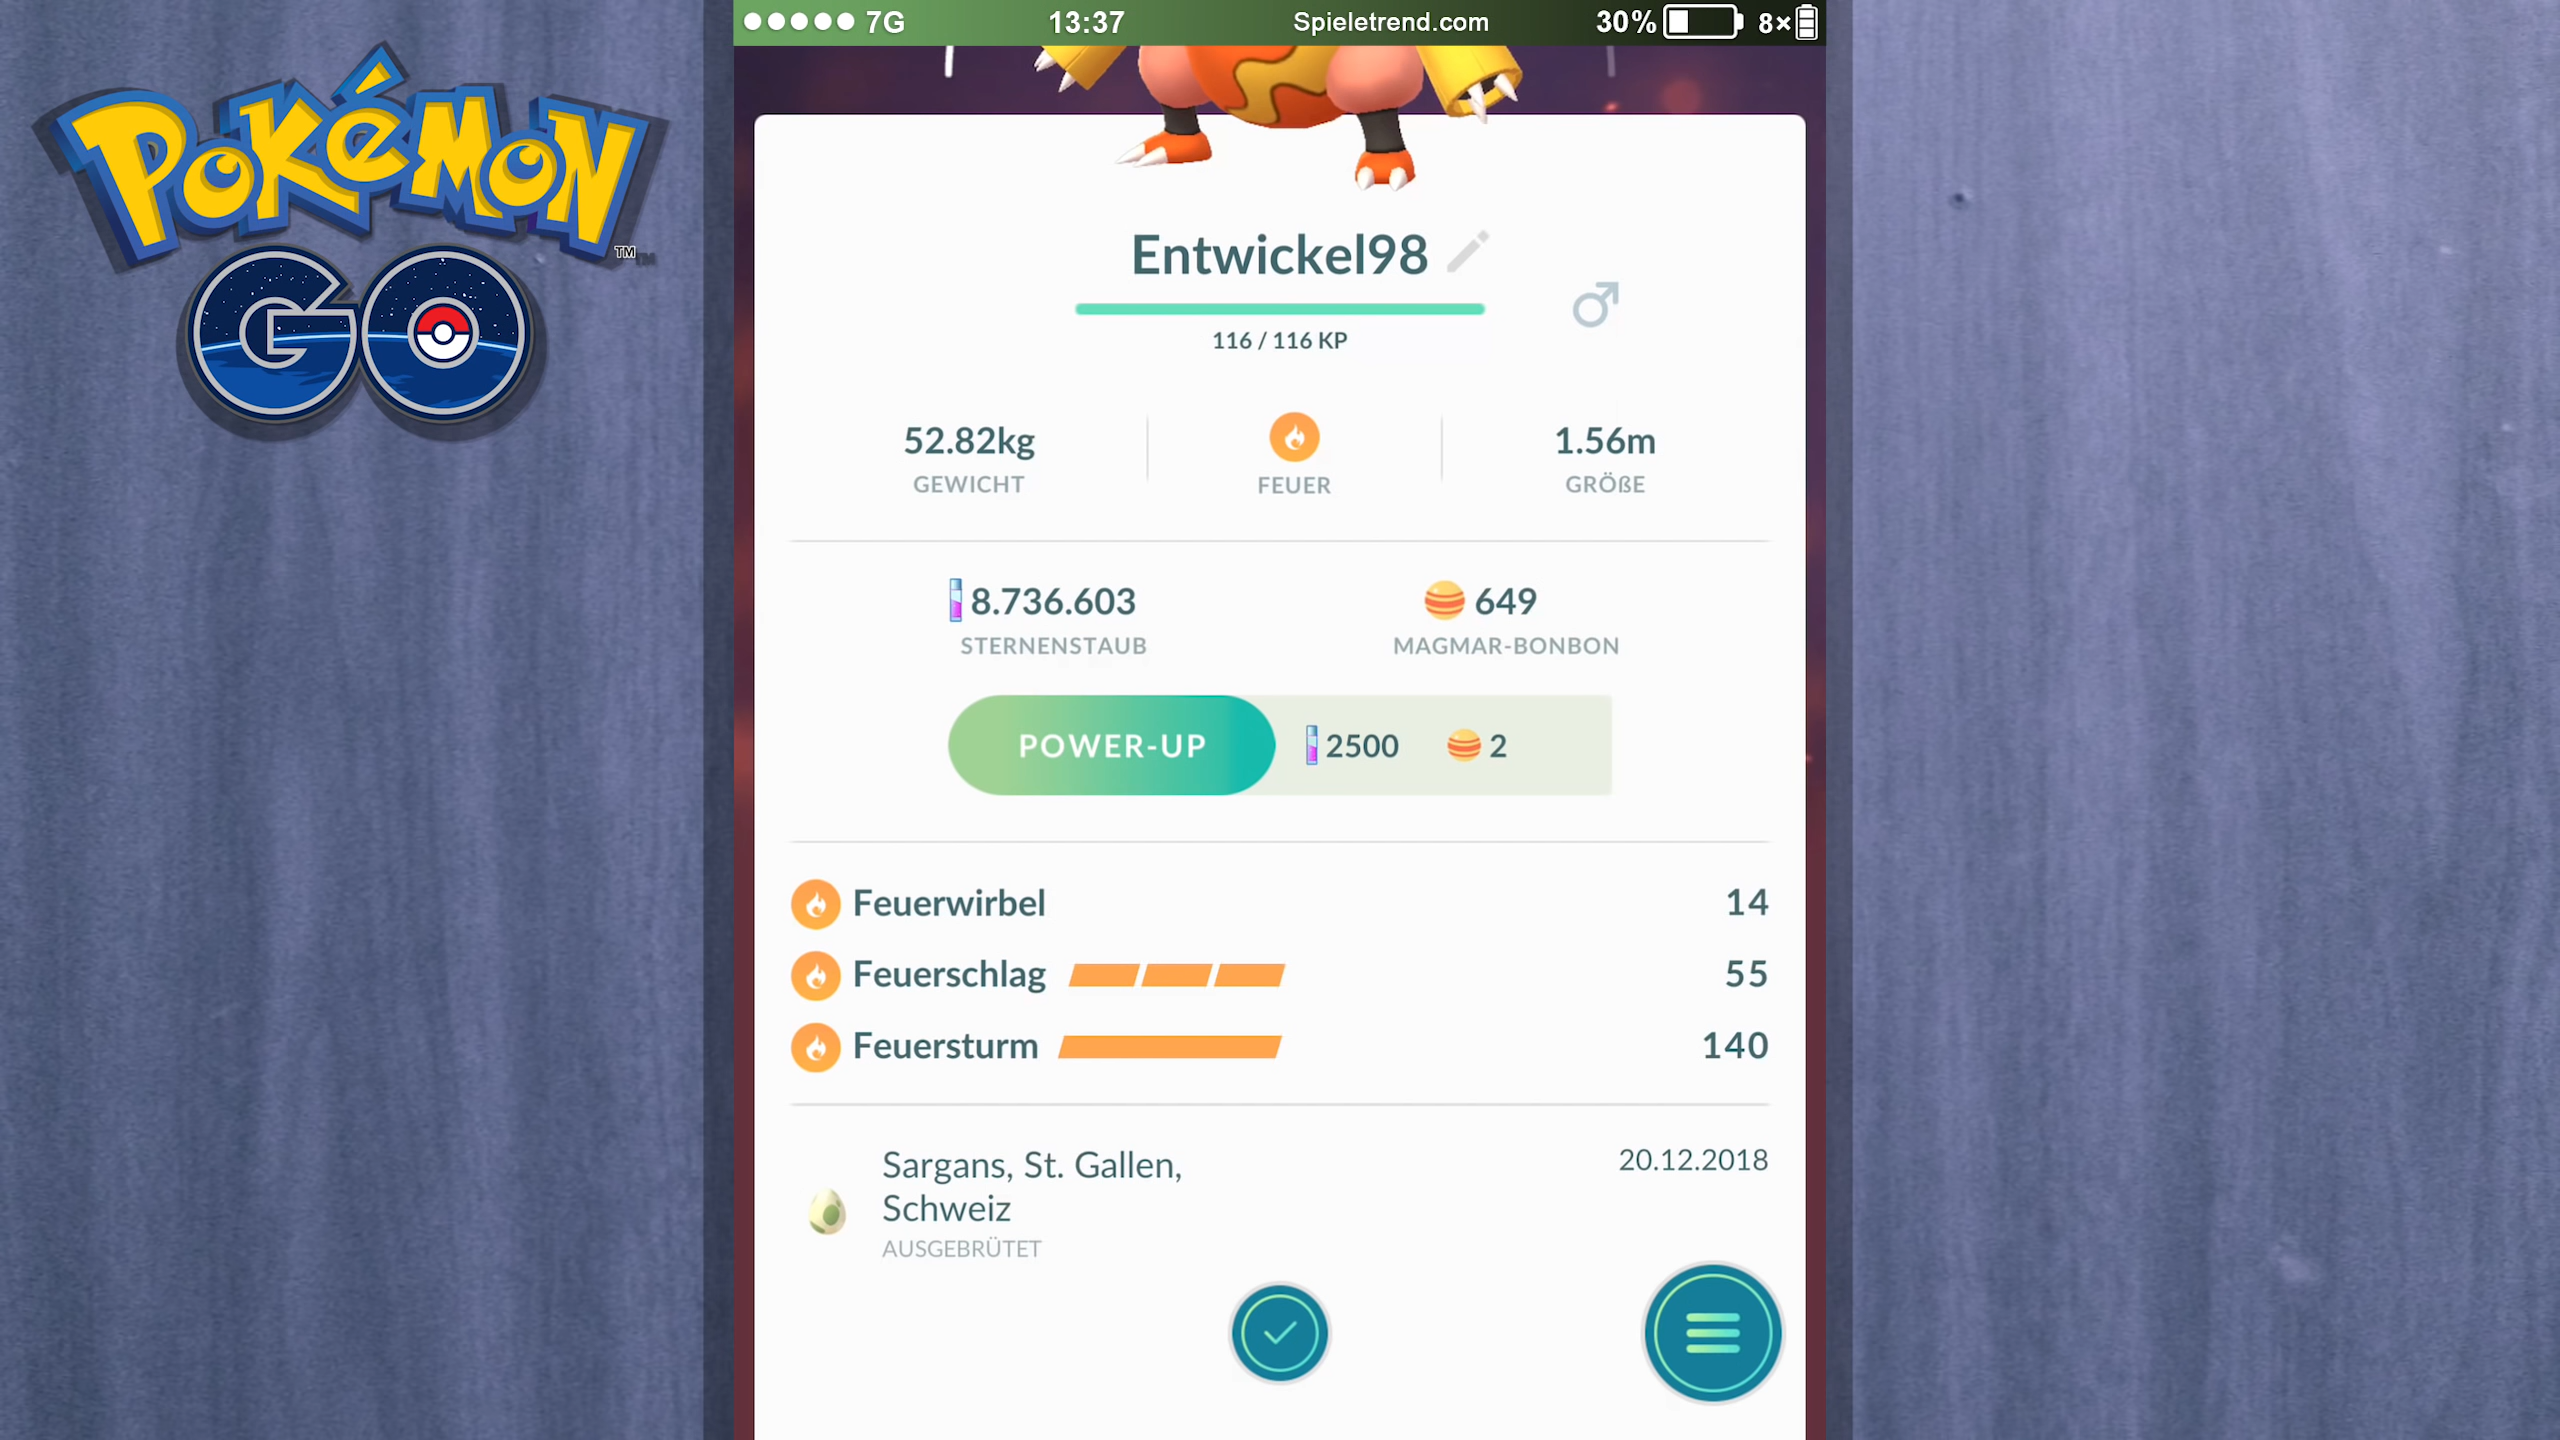 POKÉMON
GO
TM
7G 13:37 Spieletrend.com 30% 8×
Entwickel98
116 / 116 KP
52.82kg FEUER 1.56m
GEWICHT GRÖßE
8.736.603 649
STERNENSTAUB MAGMAR-BONBON
POWER-UP 2500 2
Feuerwirbel 14
Feuerschlag 55
Feuersturm 140
Sargans, St. Gallen, 20.12.2018
Schweiz
AUSGEBRÜTET